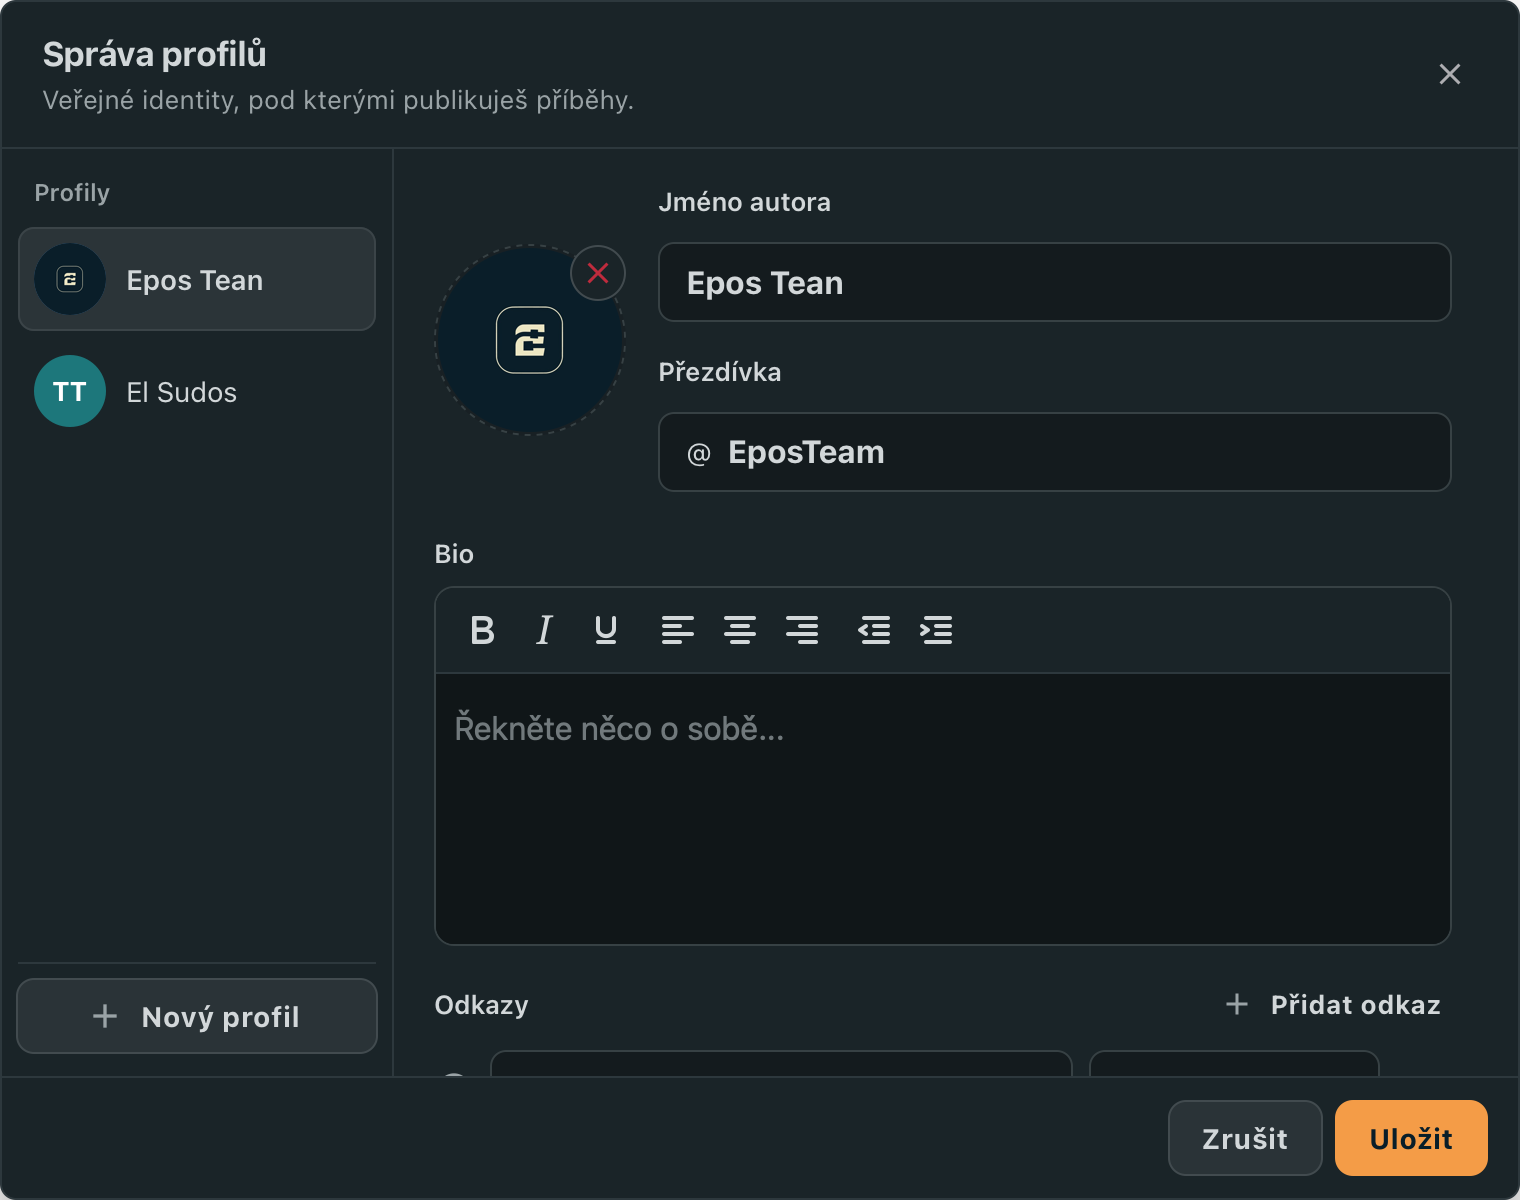 Správa profilů
Veřejné identity, pod kterými publikuješ příběhy.
Profily
Epos Tean
TT El Sudos
Nový profil
Jméno autora
Epos Tean
Přezdívka
@ EposTeam
Bio
B I U
Řekněte něco o sobě...
Odkazy
Přidat odkaz
Zrušit
Uložit